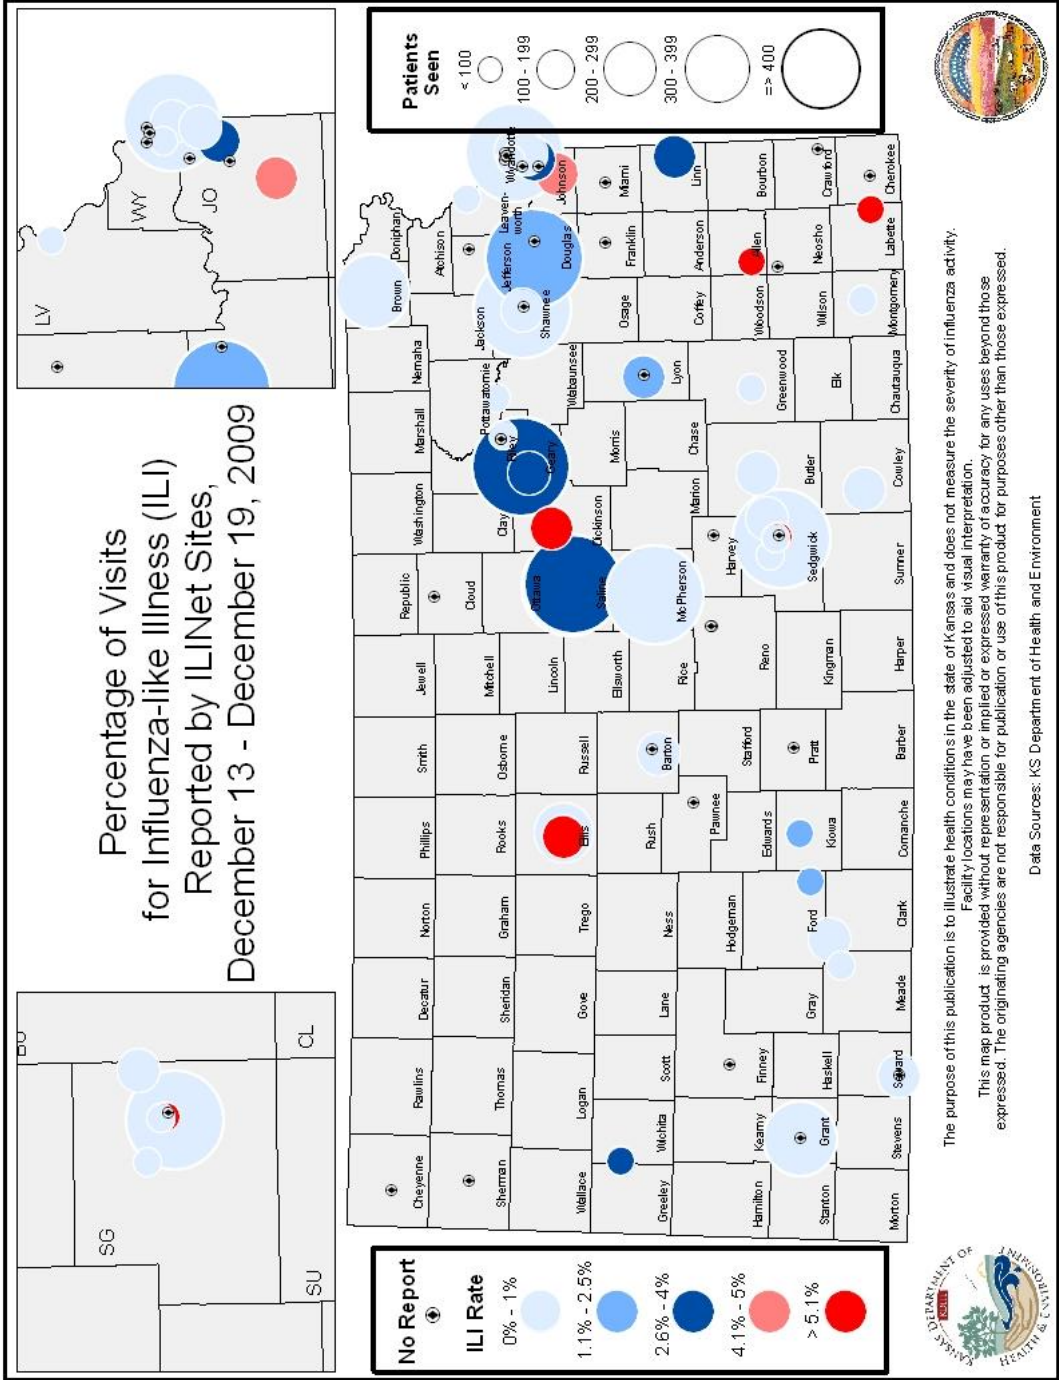 Percentage of Visits
for Influenza-like Illness (ILI)
Reported by ILINet Sites,
December 13 - December 19, 2009
BU
SG
SU
CL
LV
WY
JO
No Report
ILI Rate
0% - 1%
1.1% - 2.5%
2.6% - 4%
4.1% - 5%
> 5.1%
Patients
Seen
<100
100 - 199
200 - 299
300 - 399
=> 400
Cheyenne
Rawlins
Decatur
Norton
Phillips
Smith
Jewell
Republic
Washington
Marshall
Nemaha
Brown
Doniphan
Sherman
Thomas
Sheridan
Graham
Rooks
Osborne
Mitchell
Cloud
Clay
Riley
Pottawatomie
Jackson
Atchison
Jefferson
Leaven-
worth
Wyandotte
Wallace
Logan
Gove
Trego
Ellis
Russell
Lincoln
Ottawa
Saline
Dickinson
Geary
Wabaunsee
Shawnee
Douglas
Johnson
Greeley
Wichita
Scott
Lane
Ness
Rush
Barton
Ellsworth
Rice
McPherson
Marion
Morris
Chase
Lyon
Osage
Franklin
Miami
Hamilton
Kearny
Finney
Hodgeman
Pawnee
Edwards
Stafford
Reno
Harvey
Butler
Greenwood
Coffey
Woodson
Anderson
Allen
Linn
Bourbon
Stanton
Grant
Haskell
Gray
Ford
Kiowa
Pratt
Kingman
Sedgwick
Elk
Wilson
Neosho
Crawford
Morton
Stevens
Seward
Meade
Clark
Comanche
Barber
Harper
Sumner
Cowley
Chautauqua
Montgomery
Labette
Cherokee
The purpose of this publication is to illustrate health conditions in the state of Kansas and does not measure the severity of influenza activity.
Facility locations may have been adjusted to aid visual interpretation.
This map product is provided without representation or implied or expressed warranty of accuracy for any uses beyond those
expressed. The originating agencies are not responsible for publication or use of this product for purposes other than those expressed.
Data Sources: KS Department of Health and Environment
KANSAS DEPARTMENT OF
HEALTH & ENVIRONMENT